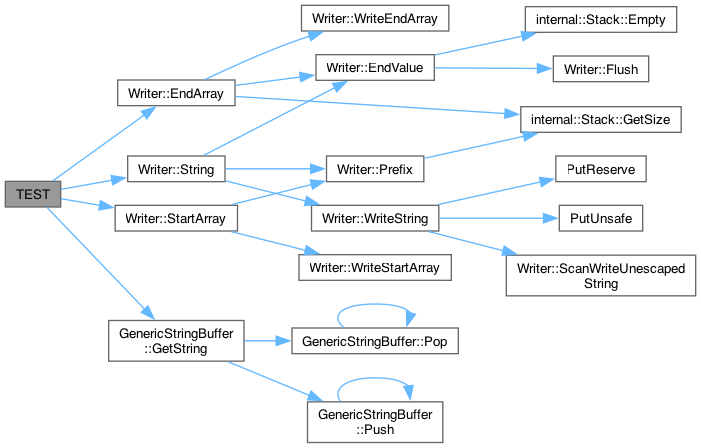 TEST
Writer::EndArray
Writer::WriteEndArray
Writer::EndValue
internal::Stack::Empty
Writer::Flush
internal::Stack::GetSize
Writer::String
Writer::Prefix
Writer::WriteString
PutReserve
PutUnsafe
Writer::ScanWriteUnescaped
String
Writer::StartArray
Writer::WriteStartArray
GenericStringBuffer
::GetString
GenericStringBuffer::Pop
GenericStringBuffer
::Push